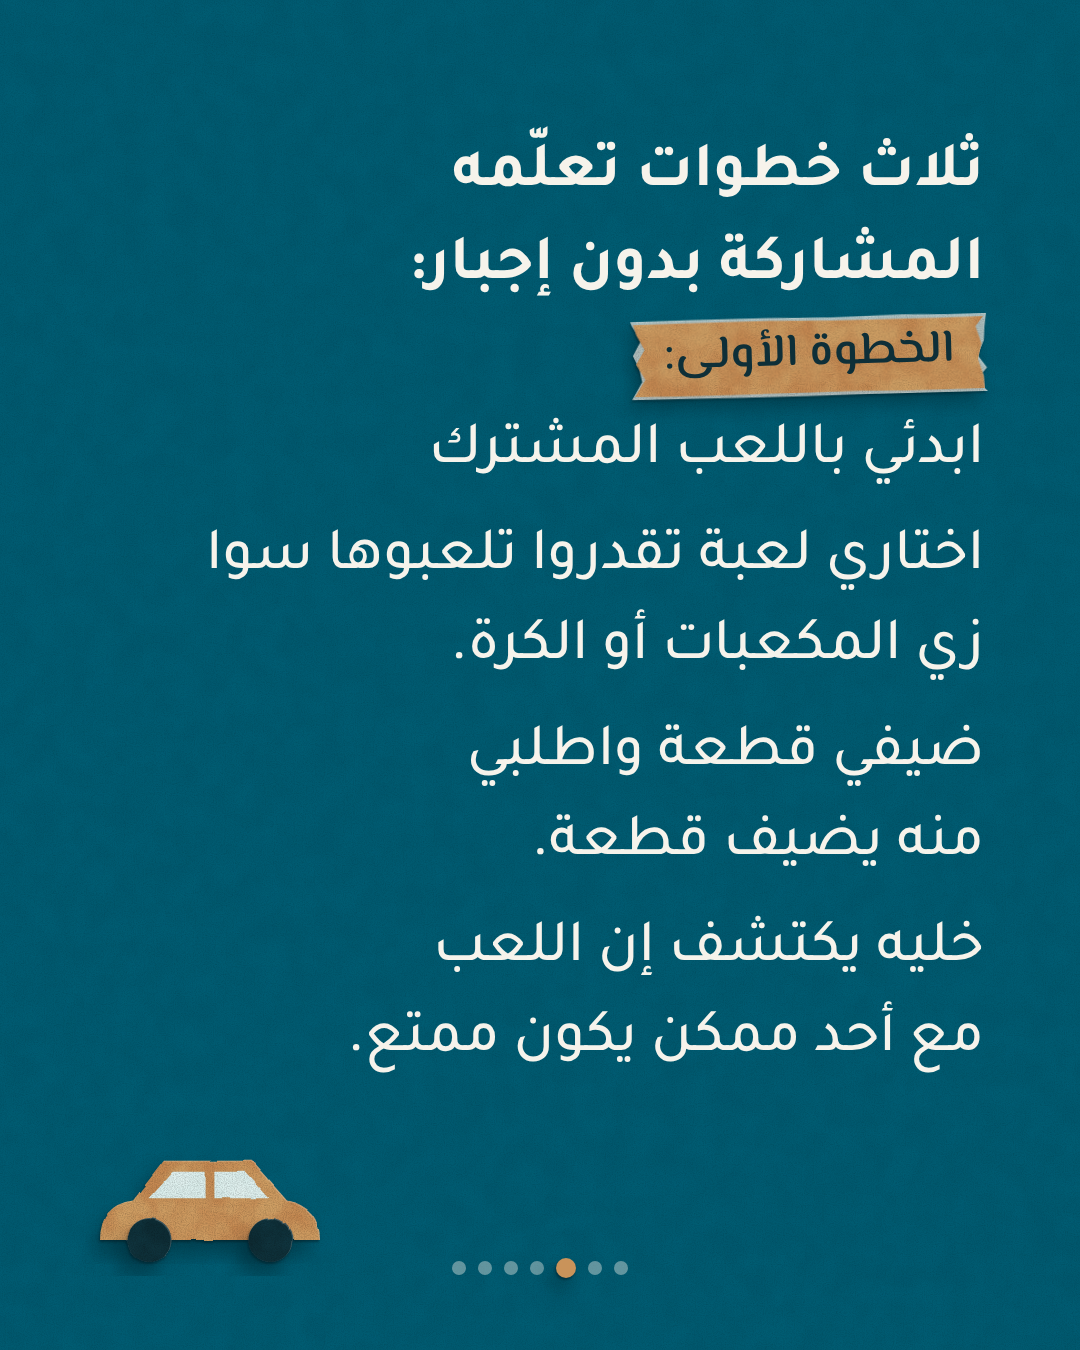 ثلاث خطوات تعلّمه
المشاركة بدون إجبار:
الخطوة الأولى:
ابدئي باللعب المشترك
اختاري لعبة تقدروا تلعبوها سوا
زي المكعبات أو الكرة.
ضيفي قطعة واطلبي
منه يضيف قطعة.
خليه يكتشف إن اللعب
مع أحد ممكن يكون ممتع.